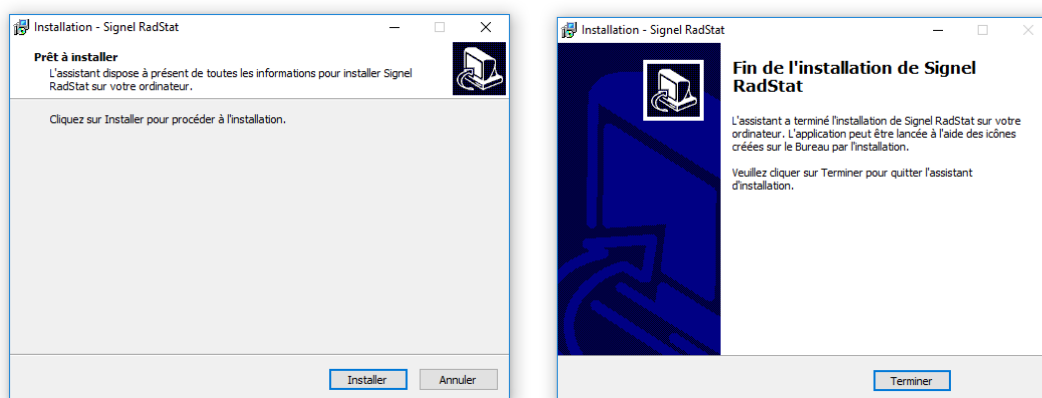 Installation - Signel RadStat
Prêt à installer
L'assistant dispose à présent de toutes les informations pour installer Signel
RadStat sur votre ordinateur.
Cliquez sur Installer pour procéder à l'installation.
Installer
Annuler
Installation - Signel RadStat
Fin de l'installation de Signel
RadStat
L'assistant a terminé l'installation de Signel RadStat sur votre
ordinateur. L'application peut être lancée à l'aide des icônes
créées sur le Bureau par l'installation.
Veuillez cliquer sur Terminer pour quitter l'assistant
d'installation.
Terminer